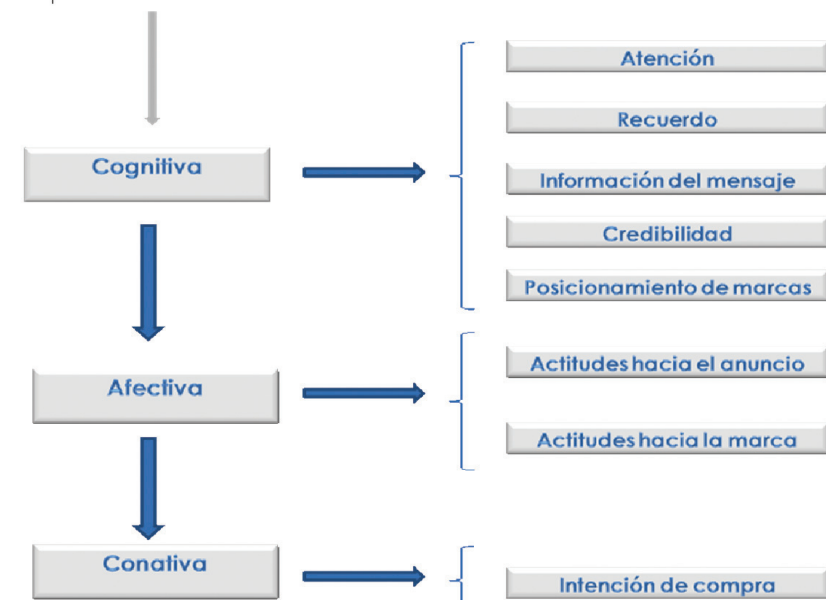 Cognitiva
Atención
Recuerdo
Información del mensaje
Credibilidad
Posicionamiento de marcas
Afectiva
Actitudes hacia el anuncio
Actitudes hacia la marca
Conativa
Intención de compra